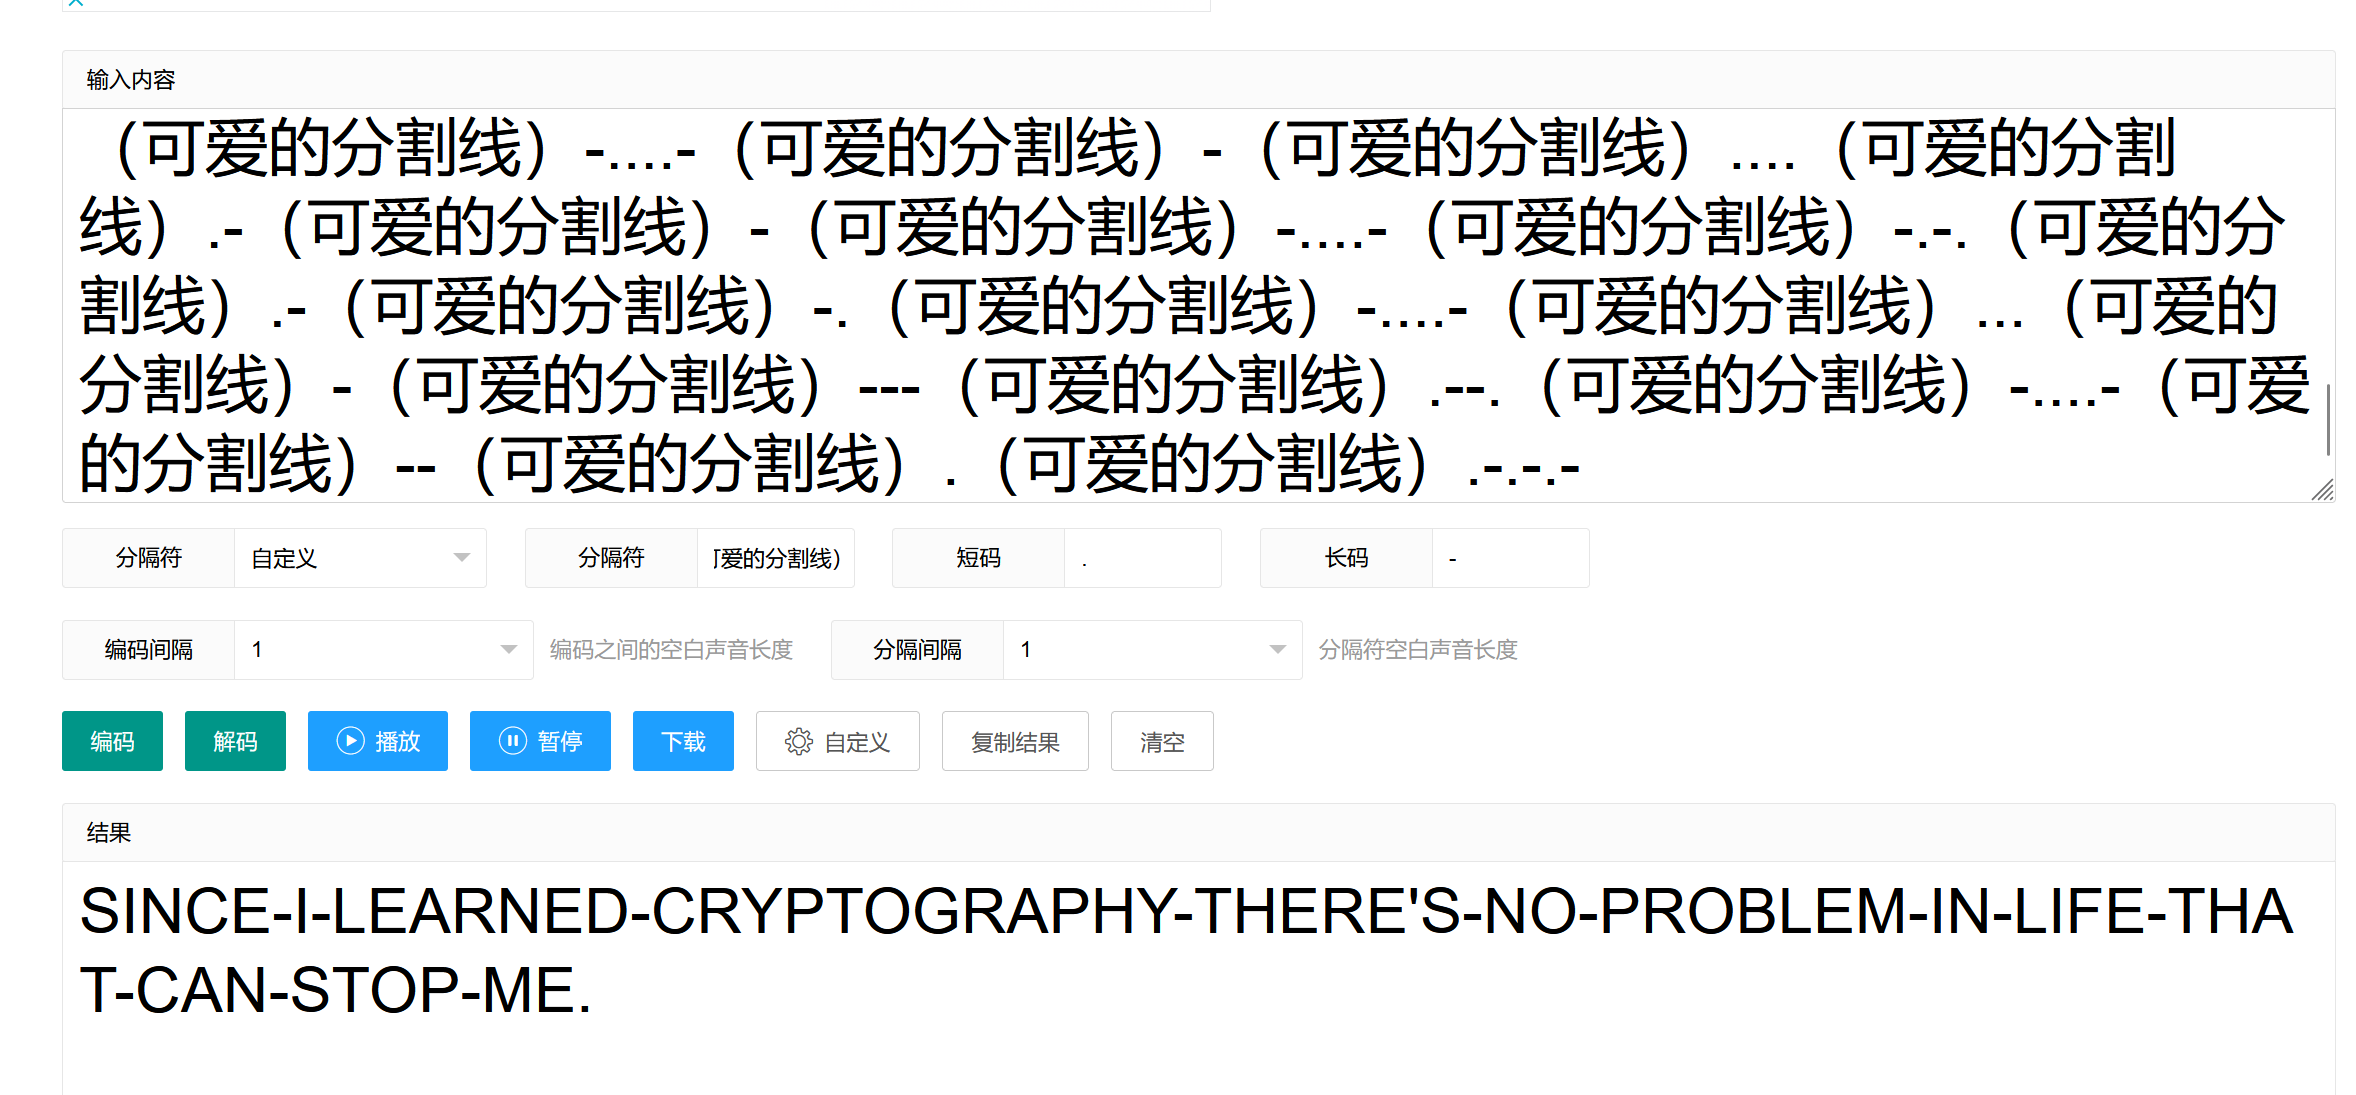 输入内容
（可爱的分割线）-....-（可爱的分割线）-（可爱的分割线）....（可爱的分割
线）.-（可爱的分割线）-（可爱的分割线）-....-（可爱的分割线）-.-.（可爱的分
割线）.-（可爱的分割线）-.（可爱的分割线）-....-（可爱的分割线）...（可爱的
分割线）-（可爱的分割线）---（可爱的分割线）.--.（可爱的分割线）-....-（可爱
的分割线）--（可爱的分割线）.（可爱的分割线）.-.-.-
分隔符 自定义 分隔符 爱的分割线） 短码 . 长码 -
编码间隔 1 编码之间的空白声音长度 分隔间隔 1 分隔符空白声音长度
编码 解码 播放 暂停 下载 自定义 复制结果 清空
结果
SINCE-I-LEARNED-CRYPTOGRAPHY-THERE'S-NO-PROBLEM-IN-LIFE-THA
T-CAN-STOP-ME.